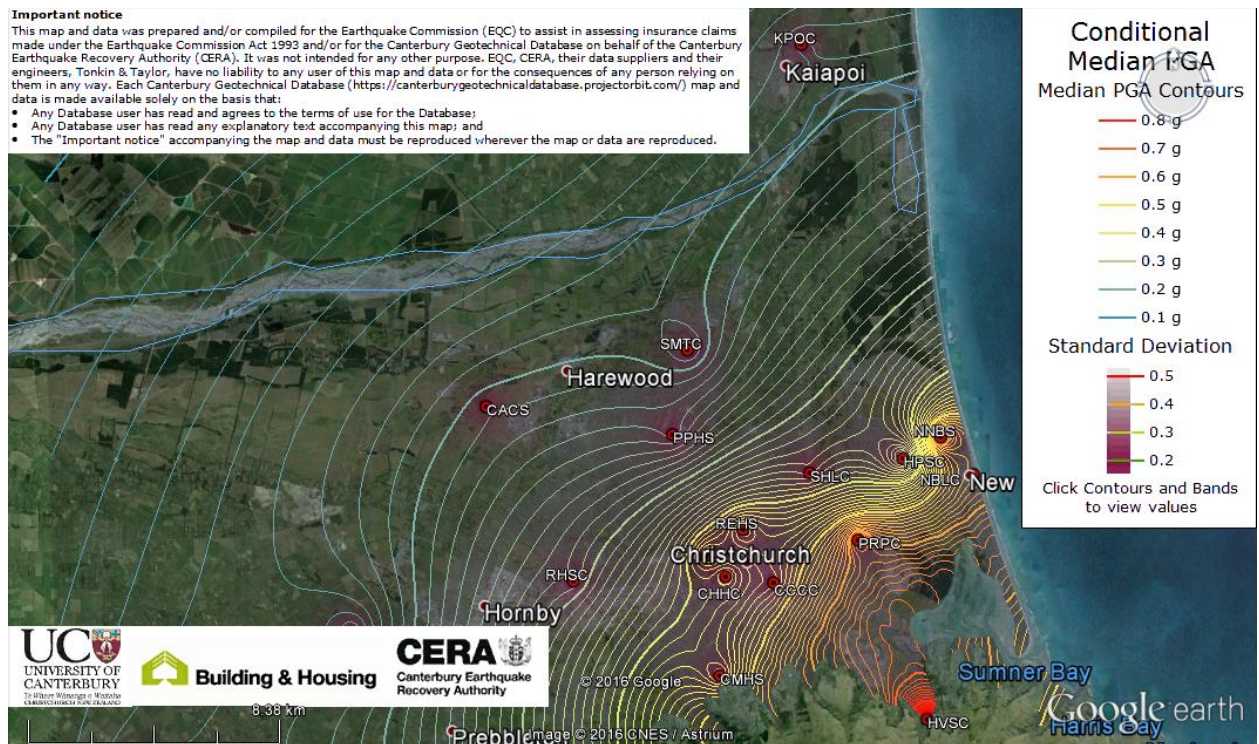 Important notice
This map and data was prepared and/or compiled for the Earthquake Commission (EQC) to assist in assessing insurance claims
made under the Earthquake Commission Act 1993 and/or for the Canterbury Geotechnical Database on behalf of the Canterbury
Earthquake Recovery Authority (CERA). It was not intended for any other purpose. EQC, CERA, their data suppliers and their
engineers, Tonkin & Taylor, have no liability to any user of this map and data or for the consequences of any person relying on
them in any way. Each Canterbury Geotechnical Database (https://canterburygeotechnicaldatabase.projectorbit.com/) map and
data is made available solely on the basis that:
• Any Database user has read and agrees to the terms of use for the Database;
• Any Database user has read any explanatory text accompanying this map; and
• The "Important notice" accompanying the map and data must be reproduced wherever the map or data are reproduced.
Conditional
Median PGA
Median PGA Contours
0.8 g
0.7 g
0.6 g
0.5 g
0.4 g
0.3 g
0.2 g
0.1 g
Standard Deviation
0.5
0.4
0.3
0.2
Click Contours and Bands
to view values
KPOC
Kaiapoi
SMTC
Harewood
CACS
PPHS
NNBS
HPSC
SHLC
NBLC
New
REHS
PRPC
Christchurch
RHSC
CHHC
CCCC
Hornby
CMHS
Sumner Bay
HVSC
Harris Bay
UC
UNIVERSITY OF
CANTERBURY
Te Whare Wānanga o Waitaha
CHRISTCHURCH NEW ZEALAND
Building & Housing
CERA
Canterbury Earthquake
Recovery Authority
© 2016 Google
8.38 km
Image © 2016 CNES / Astrium
Google earth